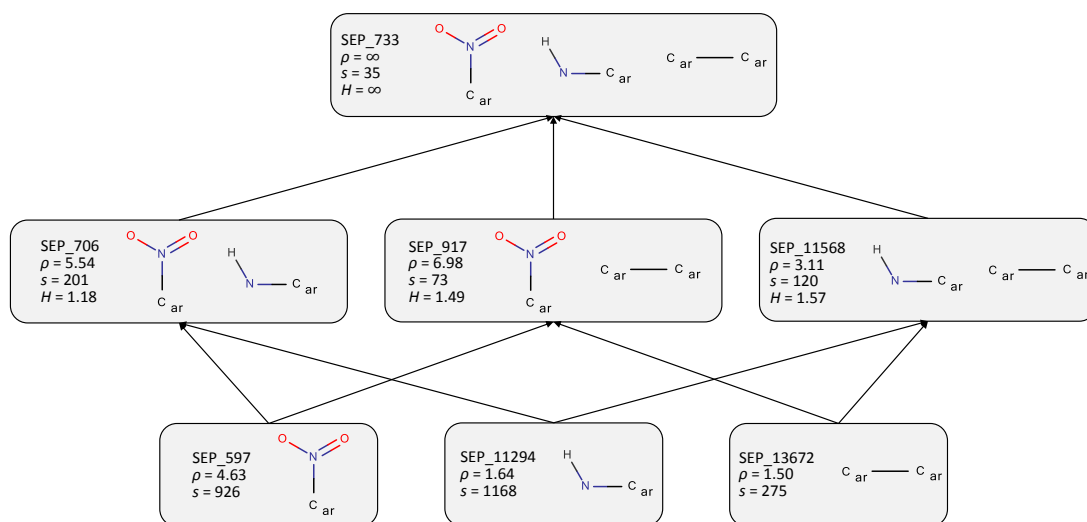 SEP_733
ρ = ∞
s = 35
H = ∞
O
O
N
C ar
H
N
C ar
C ar
C ar
SEP_706
ρ = 5.54
s = 201
H = 1.18
O
O
N
C ar
H
N
C ar
SEP_917
ρ = 6.98
s = 73
H = 1.49
O
O
N
C ar
C ar
C ar
SEP_11568
ρ = 3.11
s = 120
H = 1.57
H
N
C ar
C ar
C ar
SEP_597
ρ = 4.63
s = 926
O
O
N
C ar
SEP_11294
ρ = 1.64
s = 1168
H
N
C ar
SEP_13672
ρ = 1.50
s = 275
C ar
C ar